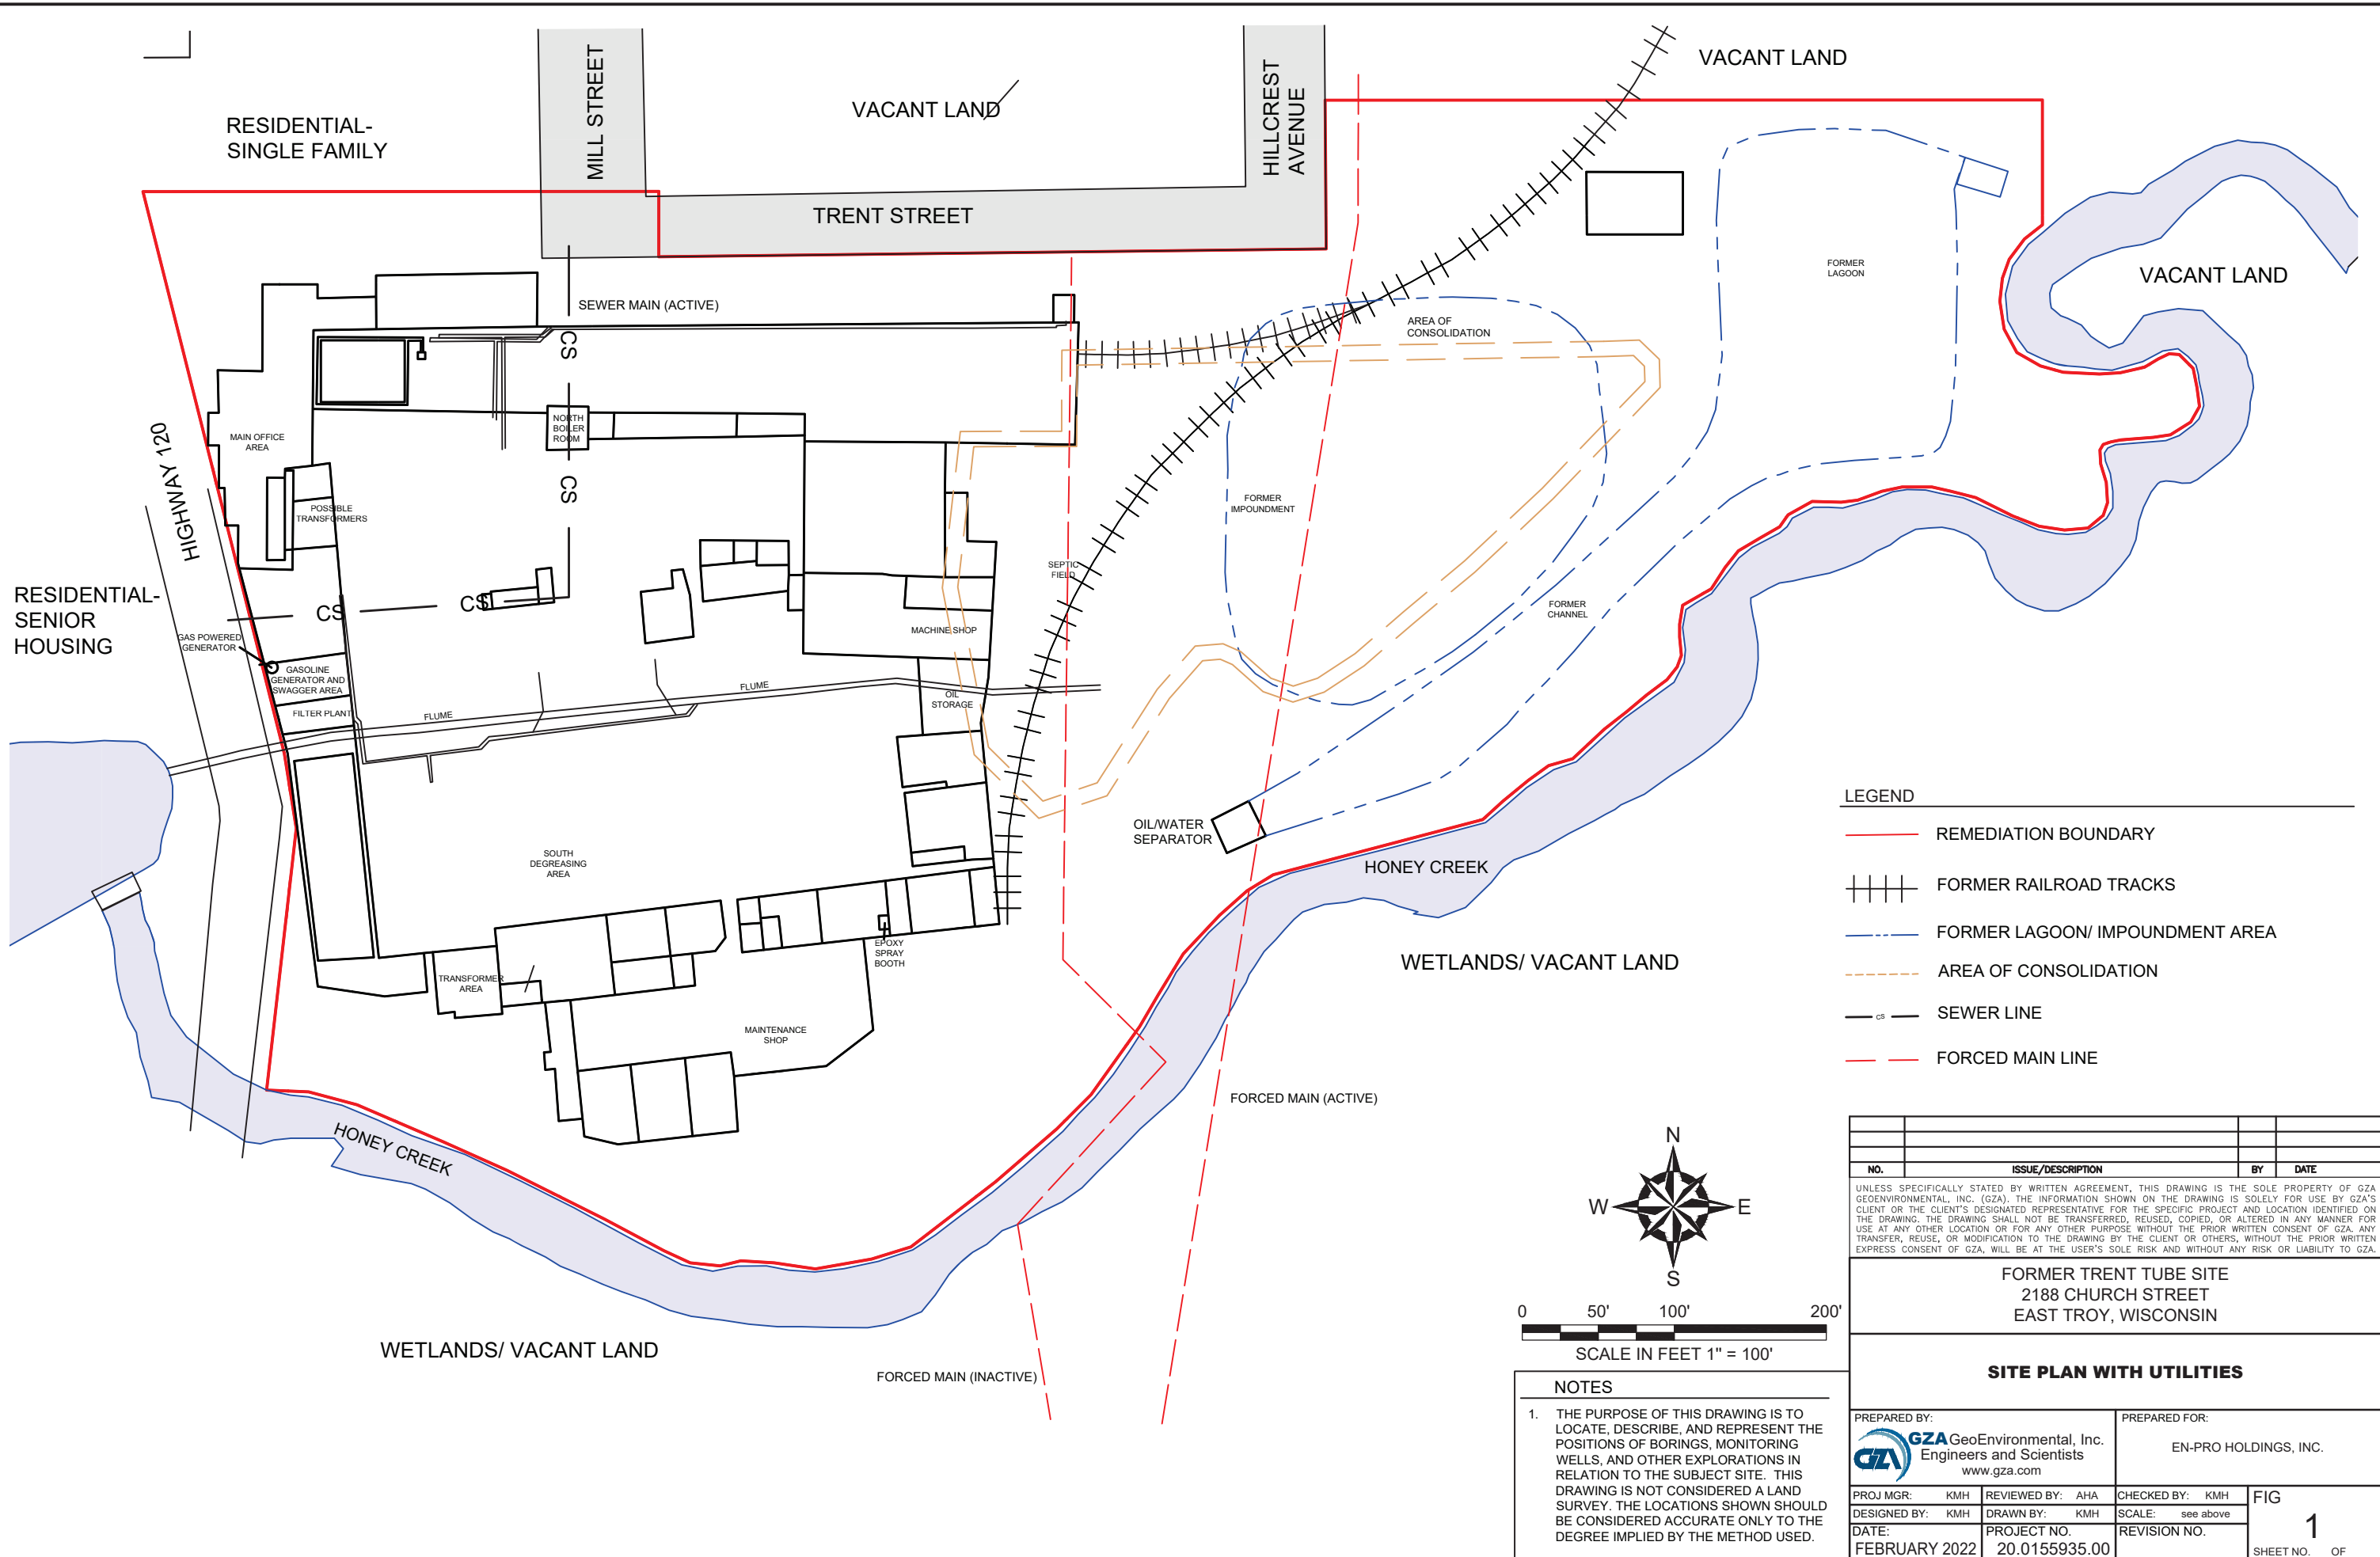 MILL STREET
HILLCREST
AVENUE
VACANT LAND
VACANT LAND
RESIDENTIAL-
SINGLE FAMILY
TRENT STREET
VACANT LAND
FORMER
LAGOON
SEWER MAIN (ACTIVE)
AREA OF
CONSOLIDATION
CS
NORTH
BOILER
ROOM
MAIN OFFICE
AREA
HIGHWAY 120
CS
POSSIBLE
TRANSFORMERS
FORMER
IMPOUNDMENT
SEPTIC
FIELD
RESIDENTIAL-
SENIOR
HOUSING
CS
CS
FORMER
CHANNEL
MACHINE SHOP
GAS POWERED
GENERATOR
GASOLINE
GENERATOR AND
SWAGGER AREA
FILTER PLANT
FLUME
FLUME
OIL
STORAGE
OIL/WATER
SEPARATOR
SOUTH
DEGREASING
AREA
HONEY CREEK
EPOXY
SPRAY
BOOTH
TRANSFORMER
AREA
MAINTENANCE
SHOP
WETLANDS/ VACANT LAND
FORCED MAIN (ACTIVE)
HONEY CREEK
WETLANDS/ VACANT LAND
FORCED MAIN (INACTIVE)
LEGEND
REMEDIATION BOUNDARY
FORMER RAILROAD TRACKS
FORMER LAGOON/ IMPOUNDMENT AREA
AREA OF CONSOLIDATION
CS
SEWER LINE
FORCED MAIN LINE
N
W
E
S
0 50' 100' 200'
SCALE IN FEET 1" = 100'
NOTES
1. THE PURPOSE OF THIS DRAWING IS TO
LOCATE, DESCRIBE, AND REPRESENT THE
POSITIONS OF BORINGS, MONITORING
WELLS, AND OTHER EXPLORATIONS IN
RELATION TO THE SUBJECT SITE. THIS
DRAWING IS NOT CONSIDERED A LAND
SURVEY. THE LOCATIONS SHOWN SHOULD
BE CONSIDERED ACCURATE ONLY TO THE
DEGREE IMPLIED BY THE METHOD USED.
NO. ISSUE/DESCRIPTION BY DATE
UNLESS SPECIFICALLY STATED BY WRITTEN AGREEMENT, THIS DRAWING IS THE SOLE PROPERTY OF GZA
GEOENVIRONMENTAL, INC. (GZA). THE INFORMATION SHOWN ON THE DRAWING IS SOLELY FOR USE BY GZA'S
CLIENT OR THE CLIENT'S DESIGNATED REPRESENTATIVE FOR THE SPECIFIC PROJECT AND LOCATION IDENTIFIED ON
THE DRAWING. THE DRAWING SHALL NOT BE TRANSFERRED, REUSED, COPIED, OR ALTERED IN ANY MANNER FOR
USE AT ANY OTHER LOCATION OR FOR ANY OTHER PURPOSE WITHOUT THE PRIOR WRITTEN CONSENT OF GZA. ANY
TRANSFER, REUSE, OR MODIFICATION TO THE DRAWING BY THE CLIENT OR OTHERS, WITHOUT THE PRIOR WRITTEN
EXPRESS CONSENT OF GZA, WILL BE AT THE USER'S SOLE RISK AND WITHOUT ANY RISK OR LIABILITY TO GZA.
FORMER TRENT TUBE SITE
2188 CHURCH STREET
EAST TROY, WISCONSIN
SITE PLAN WITH UTILITIES
PREPARED BY:
GZA
GZA GeoEnvironmental, Inc.
Engineers and Scientists
www.gza.com
PREPARED FOR:
EN-PRO HOLDINGS, INC.
PROJ MGR: KMH REVIEWED BY: AHA CHECKED BY: KMH
DESIGNED BY: KMH DRAWN BY: KMH SCALE: see above
DATE:
FEBRUARY 2022
PROJECT NO.
20.0155935.00
REVISION NO.
FIG
1
SHEET NO. OF